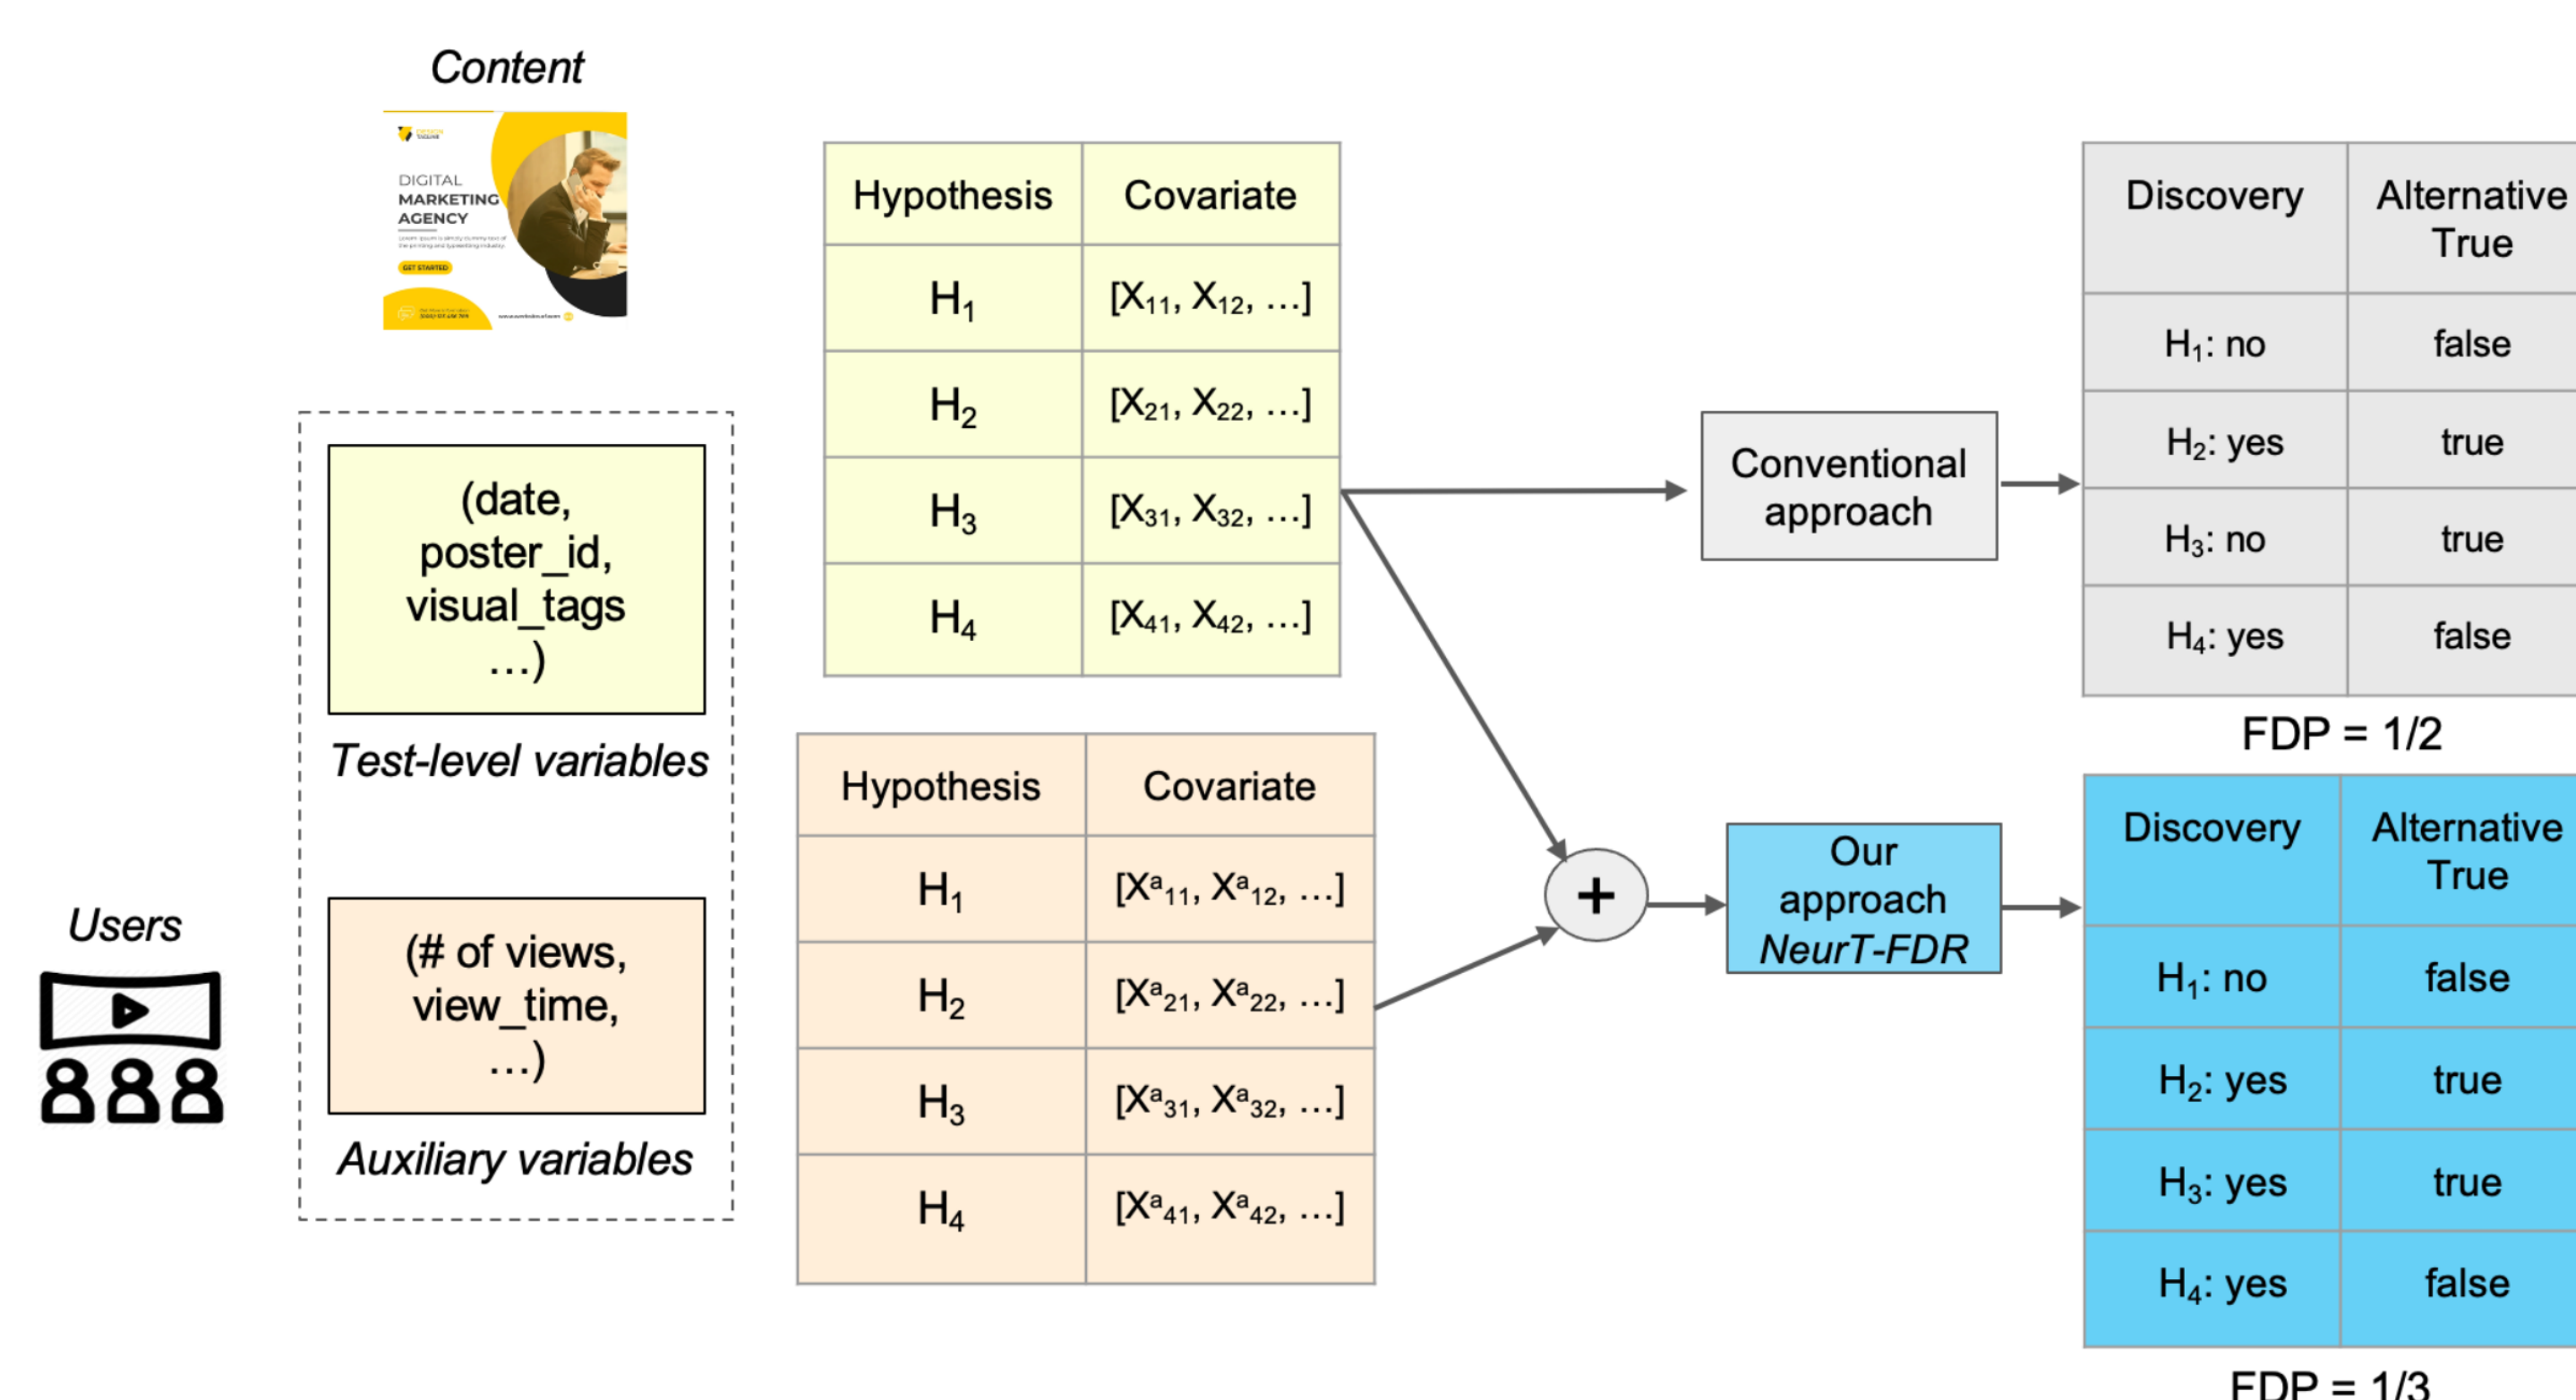 Content
DIGITAL
MARKETING
AGENCY
GET STARTED
(date,
poster_id,
visual_tags
...)
Test-level variables
Users
(# of views,
view_time,
...)
Auxiliary variables
Hypothesis Covariate
H₁ [X₁₁, X₁₂, ...]
H₂ [X₂₁, X₂₂, ...]
H₃ [X₃₁, X₃₂, ...]
H₄ [X₄₁, X₄₂, ...]
Hypothesis Covariate
H₁ [Xᵃ₁₁, Xᵃ₁₂, ...]
H₂ [Xᵃ₂₁, Xᵃ₂₂, ...]
H₃ [Xᵃ₃₁, Xᵃ₃₂, ...]
H₄ [Xᵃ₄₁, Xᵃ₄₂, ...]
Conventional
approach
+
Our
approach
NeurT-FDR
Discovery Alternative
True
H₁: no false
H₂: yes true
H₃: no true
H₄: yes false
FDP = 1/2
Discovery Alternative
True
H₁: no false
H₂: yes true
H₃: yes true
H₄: yes false
FDP = 1/3